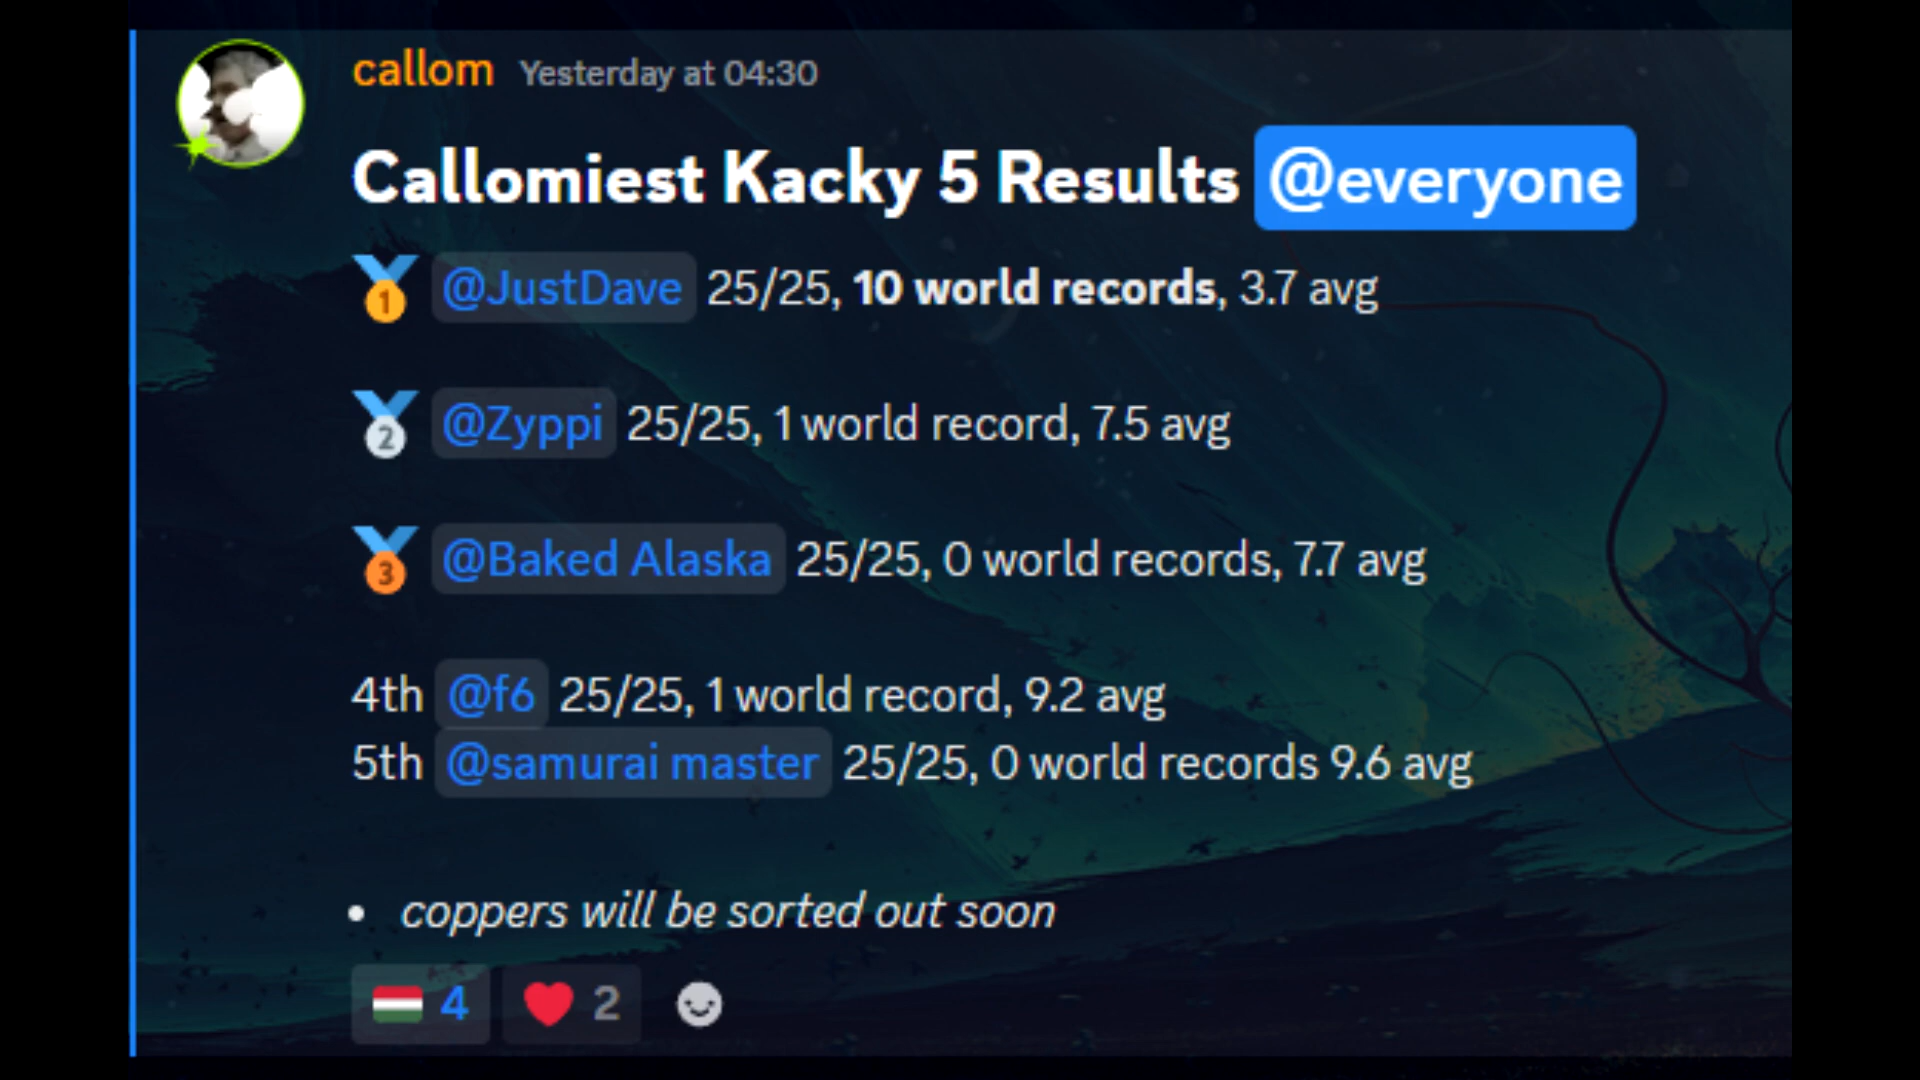 callom Yesterday at 04:30
Callomiest Kacky 5 Results @everyone
1 @JustDave 25/25, 10 world records, 3.7 avg
2 @Zyppi 25/25, 1 world record, 7.5 avg
3 @Baked Alaska 25/25, 0 world records, 7.7 avg
4th @f6 25/25, 1 world record, 9.2 avg
5th @samurai master 25/25, 0 world records 9.6 avg
• coppers will be sorted out soon
4 2